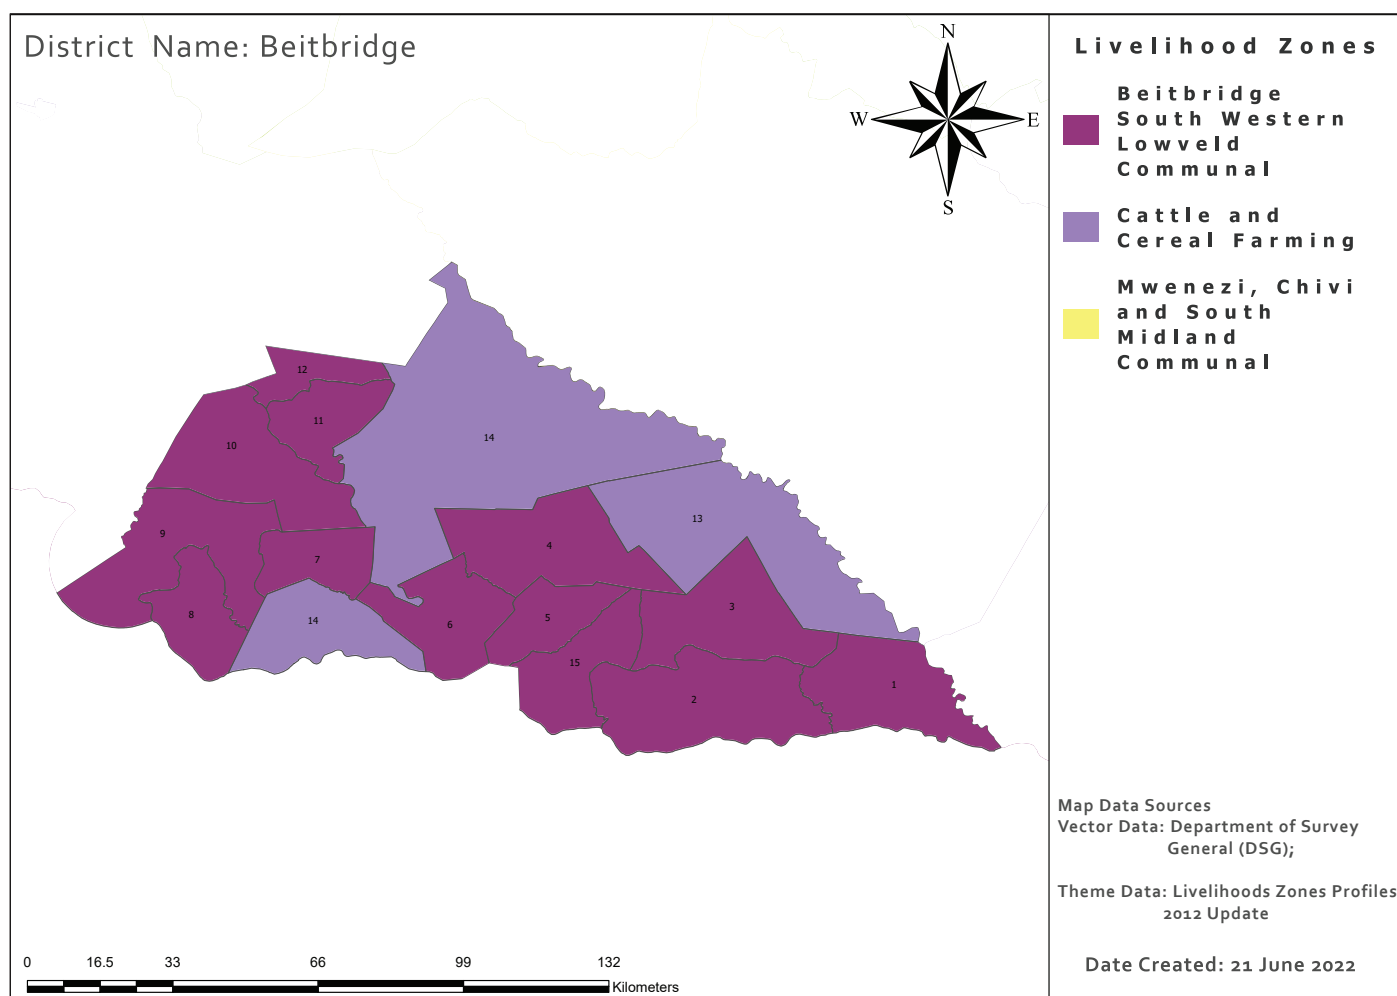 District Name: Beitbridge
N
W
E
S
Livelihood Zones
Beitbridge
South Western
Lowveld
Communal
Cattle and
Cereal Farming
Mwenezi, Chivi
and South
Midland
Communal
12
11
10
14
13
9
4
7
8
14
6
5
3
15
2
1
Map Data Sources
Vector Data: Department of Survey
General (DSG);
Theme Data: Livelihoods Zones Profiles
2012 Update
Date Created: 21 June 2022
0 16.5 33 66 99 132
Kilometers